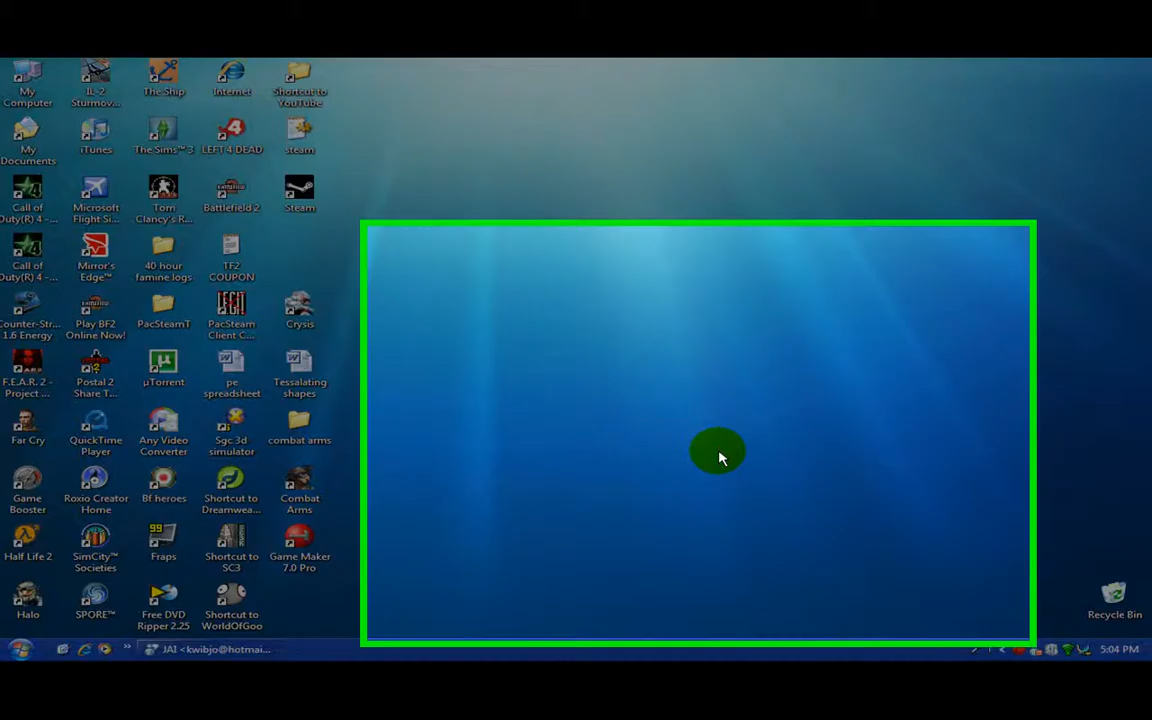 My
Computer
IL-2
Sturmov...
The Ship
Internet
Shortcut to
YouTube
My
Documents
iTunes
The Sims™ 3
LEFT 4 DEAD
steam
Call of
Duty(R) 4 -...
Microsoft
Flight Si...
Tom
Clancy's R...
Battlefield 2
Steam
Call of
Duty(R) 4 -...
Mirror's
Edge™
40 hour
famine logs
TF2
COUPON
Counter-Str...
1.6 Energy
Play BF2
Online Now!
PacSteamT
LEGIT
PacSteam
Client C...
Crysis
F.E.A.R. 2 -
Project ...
Postal 2
Share T...
µTorrent
pe
spreadsheet
Tessalating
shapes
Far Cry
QuickTime
Player
Any Video
Converter
Sgc 3d
simulator
combat arms
Game
Booster
Roxio Creator
Home
Bf heroes
Shortcut to
Dreamwea...
Combat
Arms
Half Life 2
SimCity™
Societies
99
Fraps
Shortcut to
SC3
Game Maker
7.0 Pro
Halo
SPORE™
Free DVD
Ripper 2.25
Shortcut to
WorldOfGoo
Recycle Bin
JAI <kwibjo@hotmai...
5:04 PM